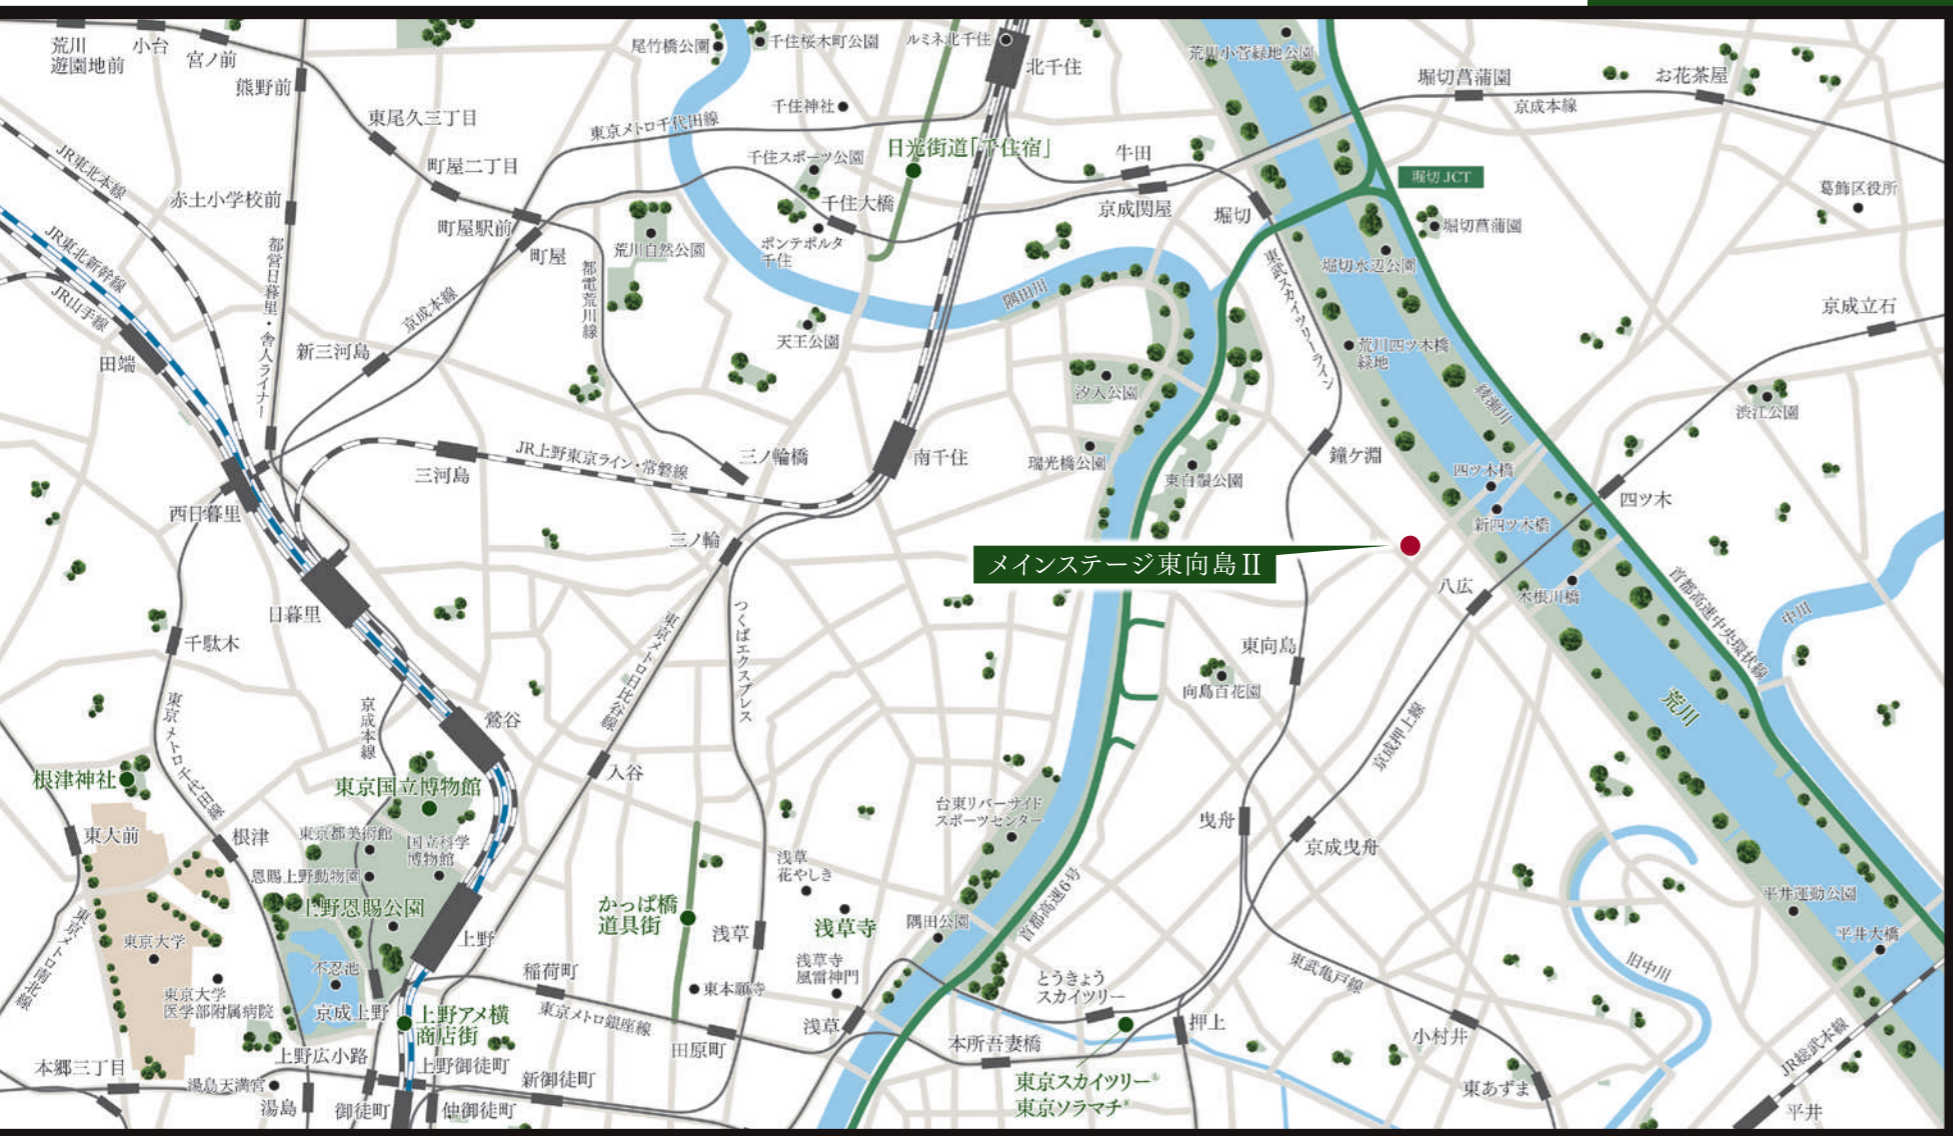 荒川
遊園地前
小台
宮ノ前
熊野前
東尾久三丁目
町屋二丁目
赤土小学校前
町屋駅前
町屋
JR東北本線
JR東北新幹線
JR山手線
田端
都営日暮里・舎人ライナー
京成本線
新三河島
都電荒川線
荒川自然公園
尾竹橋公園
千住桜木町公園
ルミネ北千住
北千住
千住神社
東京メトロ千代田線
千住スポーツ公園
日光街道「千住宿」
千住大橋
ポンテポルタ
千住
牛田
京成関屋
堀切
荒川小菅緑地公園
堀切菖蒲園
京成本線
お花茶屋
堀切JCT
葛飾区役所
堀切菖蒲園
堀切水辺公園
京成立石
隅田川
天王公園
東武スカイツリーライン
荒川四ツ木橋
緑地
綾瀬川
渋江公園
汐入公園
瑞光橋公園
東白鬚公園
鐘ケ淵
四ツ木橋
新四ツ木橋
四ツ木
三河島
JR上野東京ライン・常磐線
三ノ輪橋
南千住
西日暮里
三ノ輪
メインステージ東向島Ⅱ
八広
木根川橋
首都高速中央環状線
中川
日暮里
千駄木
東京メトロ千代田線
京成本線
東京メトロ日比谷線
つくばエクスプレス
東向島
向島百花園
荒川
京成押上線
鶯谷
入谷
根津神社
東京国立博物館
東京都美術館
国立科学
博物館
恩賜上野動物園
上野恩賜公園
東大前
根津
東京メトロ南北線
東京大学
東京大学
医学部附属病院
不忍池
京成上野
上野
かっぱ橋
道具街
浅草
花やしき
浅草寺
浅草
浅草寺
風雷神門
浅草
台東リバーサイド
スポーツセンター
隅田公園
首都高速6号
曳舟
京成曳舟
平井運動公園
平井大橋
旧中川
東武亀戸線
とうきょう
スカイツリー
押上
小村井
東あずま
JR総武本線
平井
稲荷町
東京メトロ銀座線
東本願寺
田原町
本所吾妻橋
東京スカイツリー®
東京ソラマチ®
上野アメ横
商店街
上野広小路
上野御徒町
新御徒町
本郷三丁目
湯島天満宮
湯島
御徒町
仲御徒町